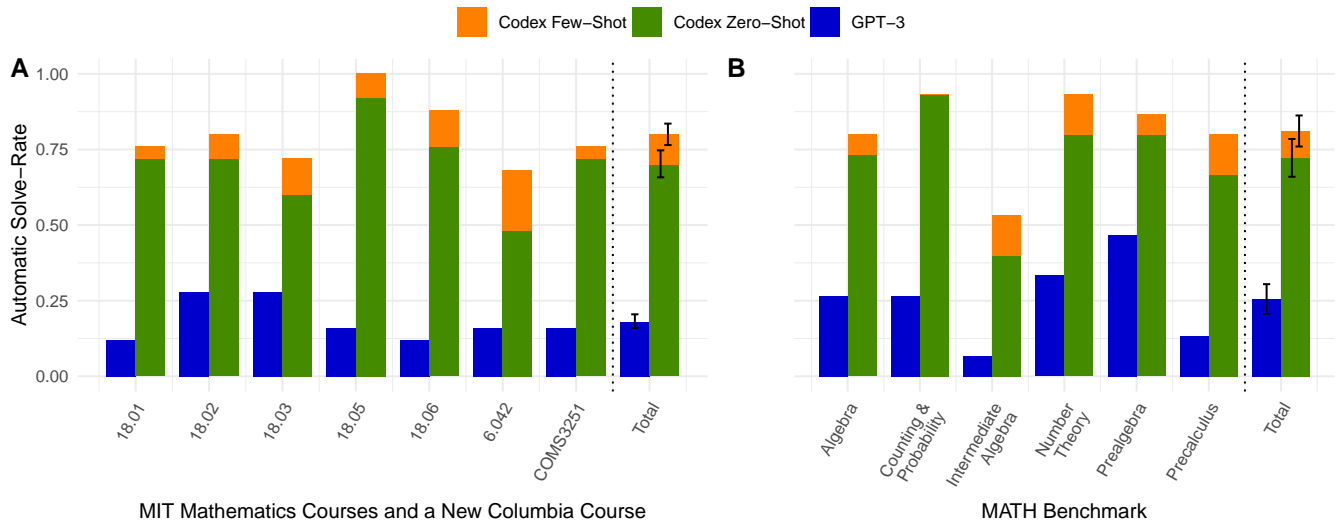 Codex Few−Shot Codex Zero−Shot GPT−3
A
B
Automatic Solve−Rate
1.00
0.75
0.50
0.25
0.00
18.01
18.02
18.03
18.05
18.06
6.042
COMS3251
Total
MIT Mathematics Courses and a New Columbia Course
Algebra
Counting &
Probability
Intermediate
Algebra
Number
Theory
Prealgebra
Precalculus
Total
MATH Benchmark